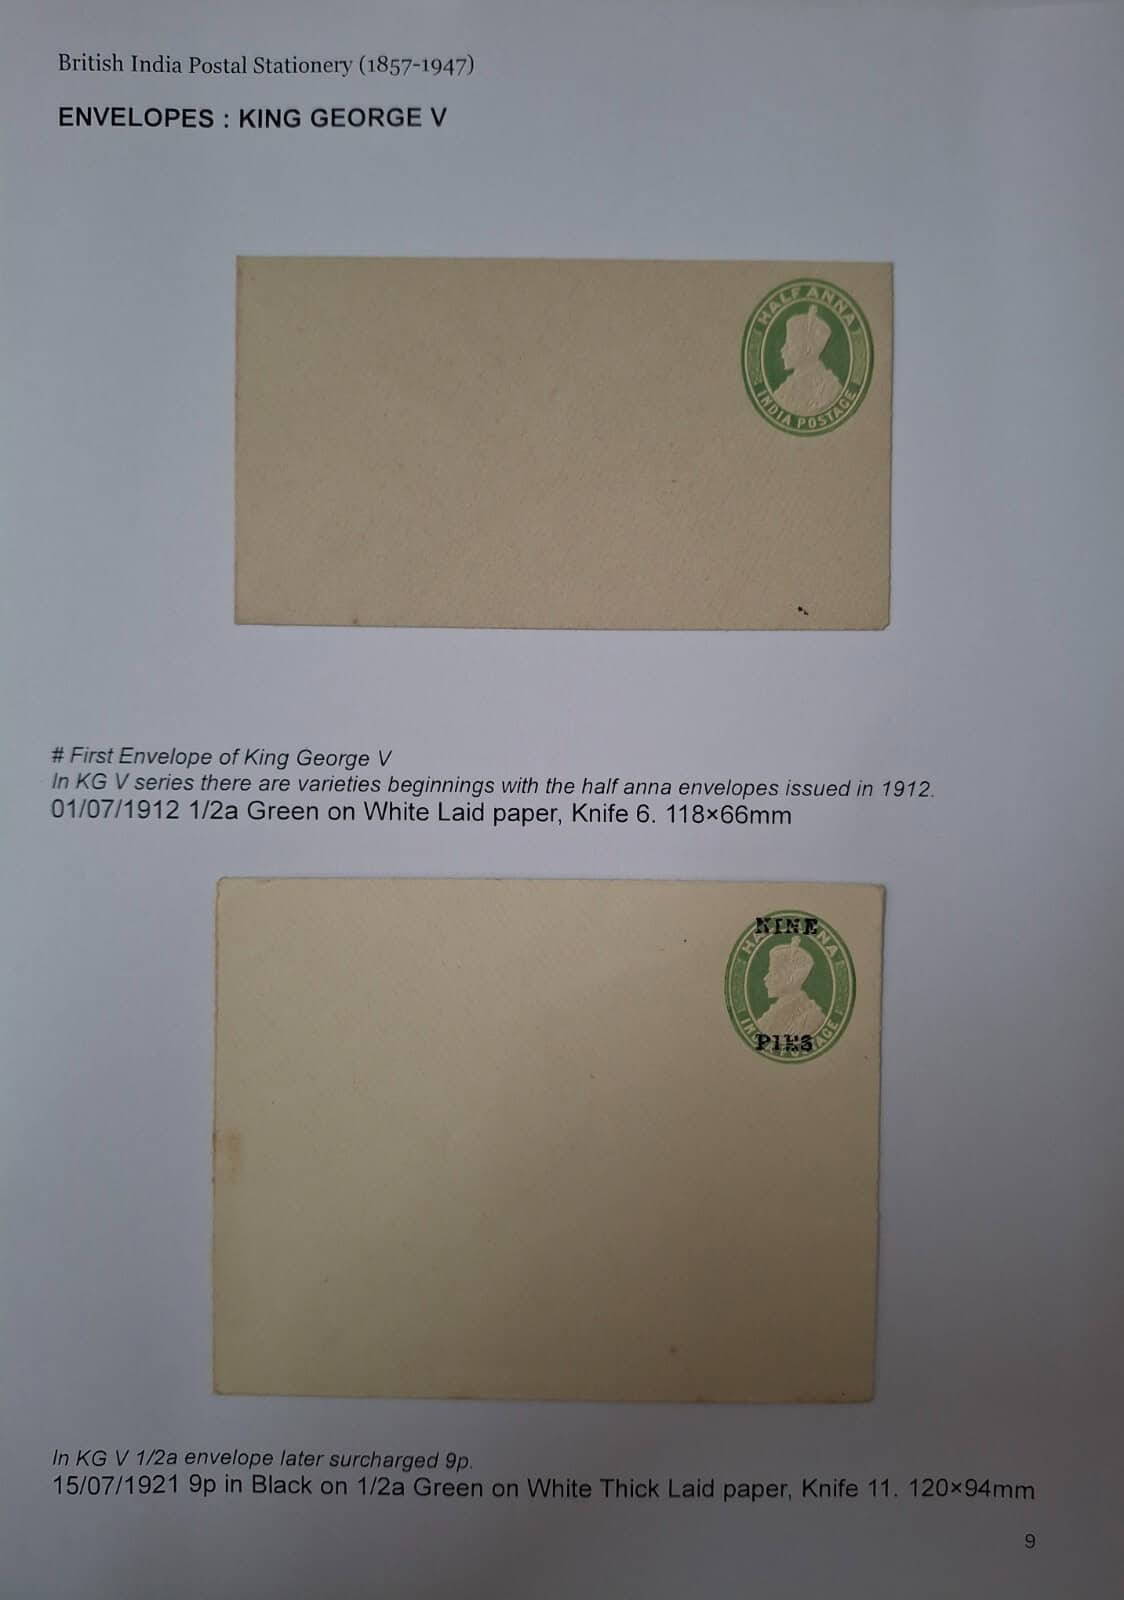 British India Postal Stationery (1857-1947)
ENVELOPES : KING GEORGE V
HALF ANNA
INDIA POSTAGE
# First Envelope of King George V
In KG V series there are varieties beginnings with the half anna envelopes issued in 1912.
01/07/1912 1/2a Green on White Laid paper, Knife 6. 118×66mm
NINE
HALF ANNA
INDIA POSTAGE
PIES
In KG V 1/2a envelope later surcharged 9p.
15/07/1921 9p in Black on 1/2a Green on White Thick Laid paper, Knife 11. 120×94mm
9